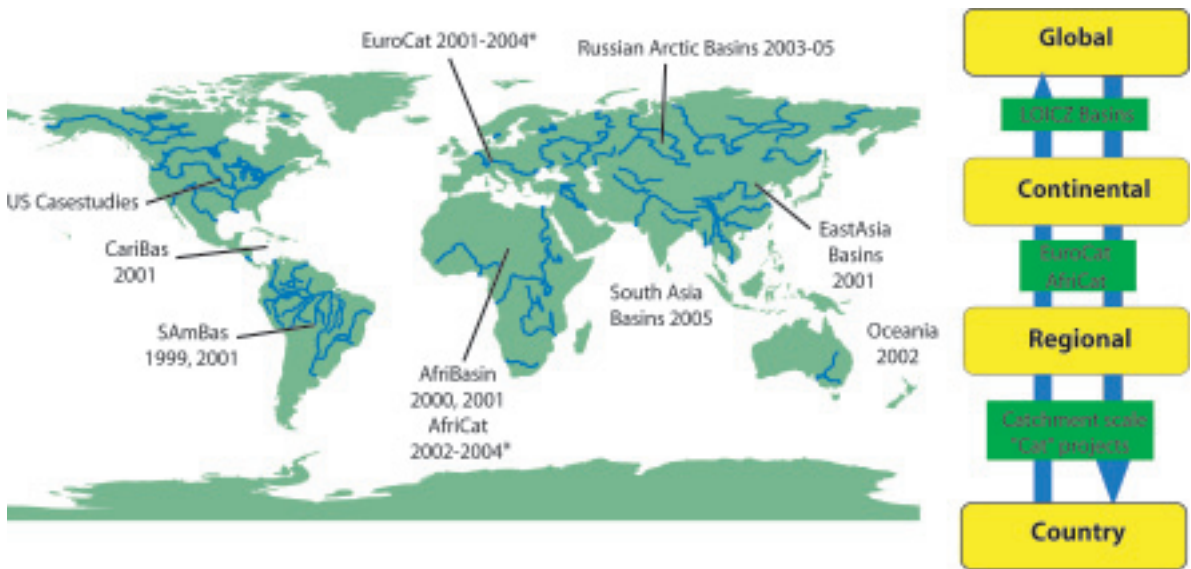 EuroCat 2001-2004*
Russian Arctic Basins 2003-05
US Casestudies
CariBas
2001
SAmBas
1999, 2001
AfriBasin
2000, 2001
AfriCat
2002-2004*
South Asia
Basins 2005
EastAsia
Basins
2001
Oceania
2002
Global
LOICZ Basins
Continental
EuroCat
AfriCat
Regional
Catchment scale
"Cat" projects
Country